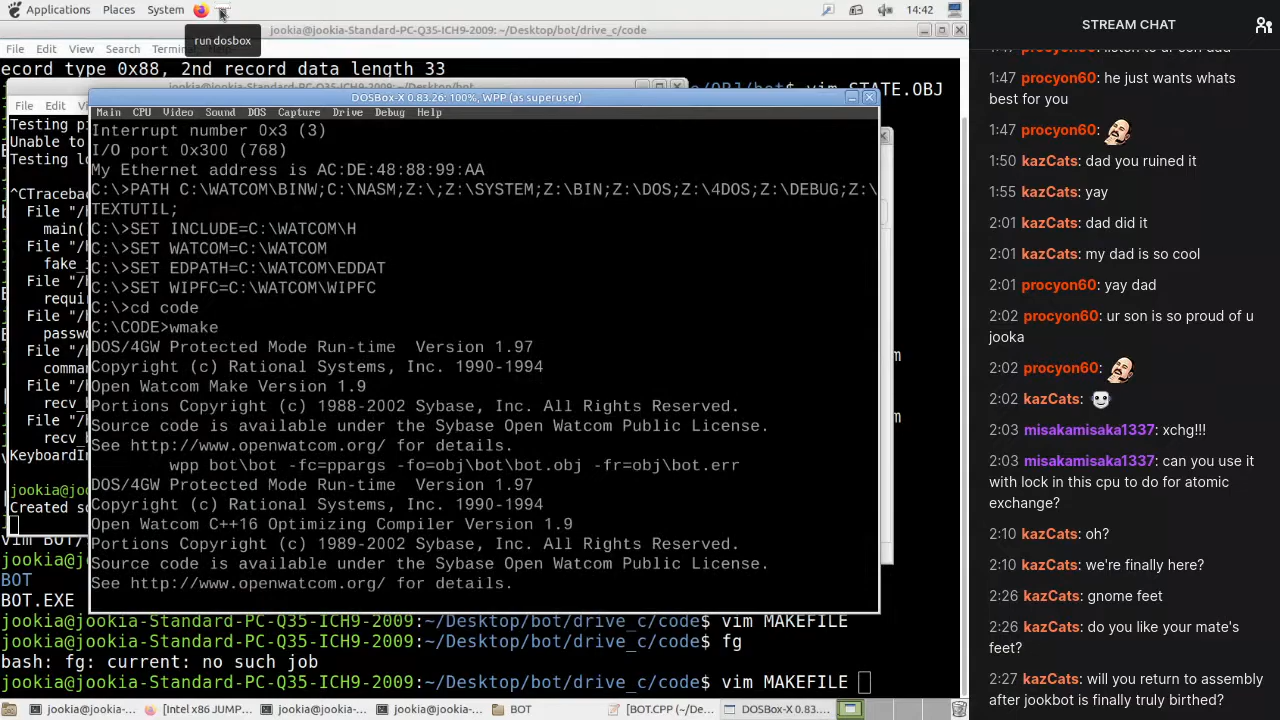 Applications Places System
14:42
run dosbox
jookia@jookia-Standard-PC-Q35-ICH9-2009: ~/Desktop/bot/drive_c/code
File Edit View Search Terminal
ecord type 0x88, 2nd record data length 33
vim STATE.OBJ
File Edit
DOSBox-X 0.83.26: 100%, WPP (as superuser)
Main CPU Video Sound DOS Capture Drive Debug Help
Interrupt number 0x3 (3)
I/O port 0x300 (768)
My Ethernet address is AC:DE:48:88:99:AA
C:\>PATH C:\WATCOM\BINW;C:\NASM;Z:\;Z:\SYSTEM;Z:\BIN;Z:\DOS;Z:\4DOS;Z:\DEBUG;Z:\
TEXTUTIL;
C:\>SET INCLUDE=C:\WATCOM\H
C:\>SET WATCOM=C:\WATCOM
C:\>SET EDPATH=C:\WATCOM\EDDAT
C:\>SET WIPFC=C:\WATCOM\WIPFC
C:\>cd code
C:\CODE>wmake
DOS/4GW Protected Mode Run-time  Version 1.97
Copyright (c) Rational Systems, Inc. 1990-1994
Open Watcom Make Version 1.9
Portions Copyright (c) 1988-2002 Sybase, Inc. All Rights Reserved.
Source code is available under the Sybase Open Watcom Public License.
See http://www.openwatcom.org/ for details.
wpp bot\bot -fc=ppargs -fo=obj\bot\bot.obj -fr=obj\bot.err
DOS/4GW Protected Mode Run-time  Version 1.97
Copyright (c) Rational Systems, Inc. 1990-1994
Open Watcom C++16 Optimizing Compiler Version 1.9
Portions Copyright (c) 1989-2002 Sybase, Inc. All Rights Reserved.
Source code is available under the Sybase Open Watcom Public License.
See http://www.openwatcom.org/ for details.
Testing
Unable to
Testing
^CTraceba
File "/
main(
File "/
fake_
File "/
requi
File "/
passw
File "/
comma
File "/
recv_
File "/
recv_
KeyboardIn
jookia@jo
Created
vim BOT/
jookia@
BOT
BOT.EXE
jookia@jookia-Standard-PC-Q35-ICH9-2009:~/Desktop/bot/drive_c/code$ vim MAKEFILE
jookia@jookia-Standard-PC-Q35-ICH9-2009:~/Desktop/bot/drive_c/code$ fg
bash: fg: current: no such job
jookia@jookia-Standard-PC-Q35-ICH9-2009:~/Desktop/bot/drive_c/code$ vim MAKEFILE
jookia@jookia-Standa...
[Intel x86 JUMP...
jookia@jookia-Standa...
jookia@jookia-Standa...
BOT
[BOT.CPP (~/De...
DOSBox-X 0.83....
STREAM CHAT
1:47 procyon60: he just wants whats
best for you
1:47 procyon60:
1:50 kazCats: dad you ruined it
1:55 kazCats: yay
2:01 kazCats: dad did it
2:01 kazCats: my dad is so cool
2:01 procyon60: yay dad
2:02 procyon60: ur son is so proud of u
jooka
2:02 procyon60:
2:02 kazCats:
2:03 misakamisaka1337: xchg!!!
2:03 misakamisaka1337: can you use it
with lock in this cpu to do for atomic
exchange?
2:10 kazCats: oh?
2:10 kazCats: we're finally here?
2:26 kazCats: gnome feet
2:26 kazCats: do you like your mate's
feet?
2:27 kazCats: will you return to assembly
after jookbot is finally truly birthed?